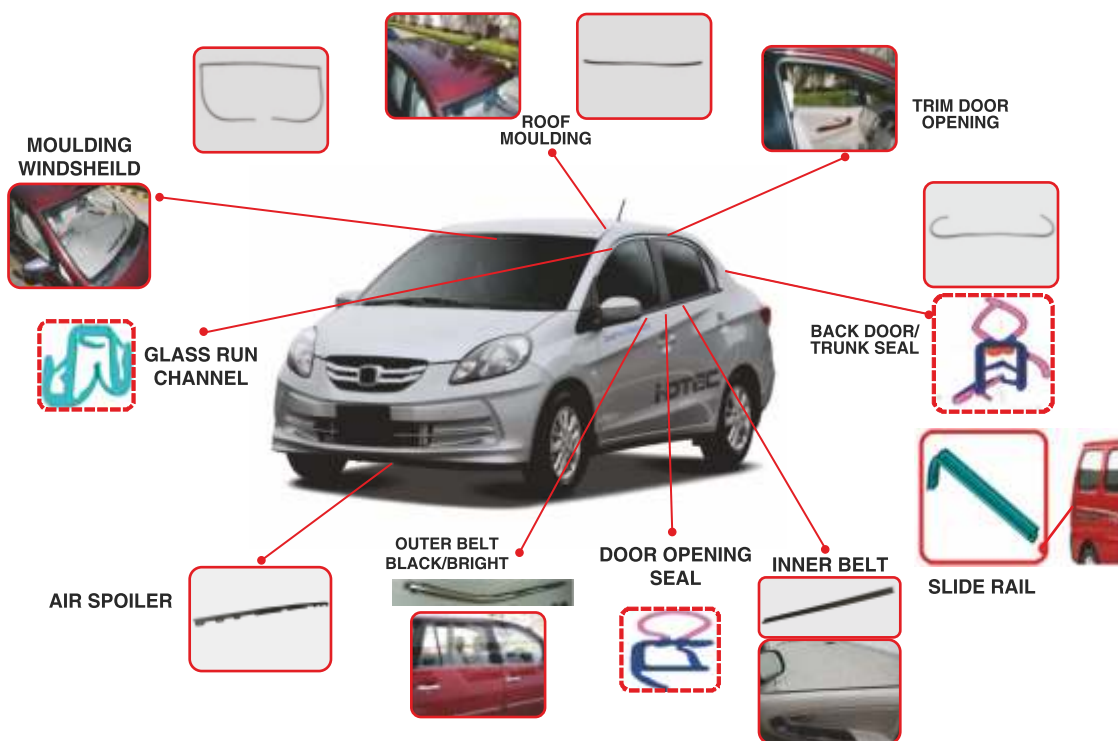 ROOF
MOULDING
TRIM DOOR
OPENING
MOULDING
WINDSHEILD
GLASS RUN
CHANNEL
BACK DOOR/
TRUNK SEAL
i-DTEC
AIR SPOILER
OUTER BELT
BLACK/BRIGHT
DOOR OPENING
SEAL
INNER BELT
SLIDE RAIL